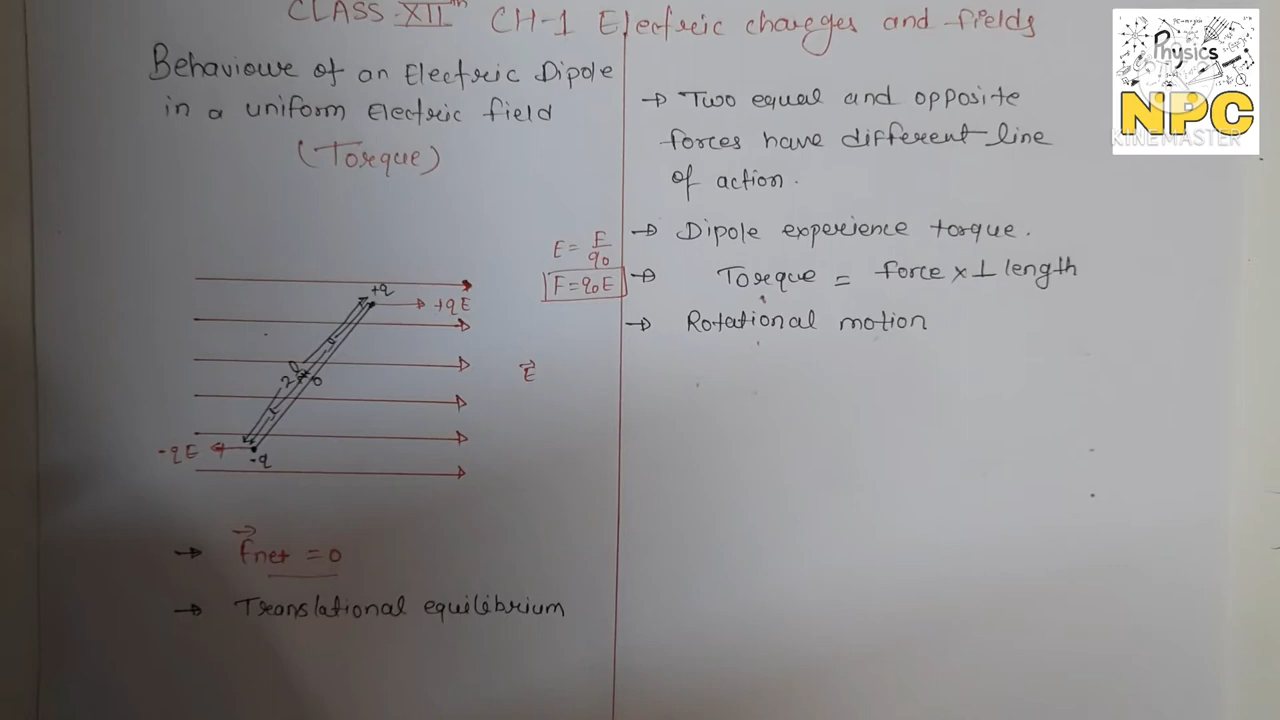 CLASS XIIth CH-1 Electric charges and fields
Behaviour of an Electric Dipole
in a uniform Electric field
(Torque)
+q
+qE
2l
o
E⃗
-qE
-q
→ F⃗net = 0
→ Translational equilibrium
E = F/q0
F = q0E
→ Two equal and opposite
forces have different line
of action.
→ Dipole experience torque.
→ Torque = force × ⊥ length
→ Rotational motion
Physics
NPC
KINEMASTER